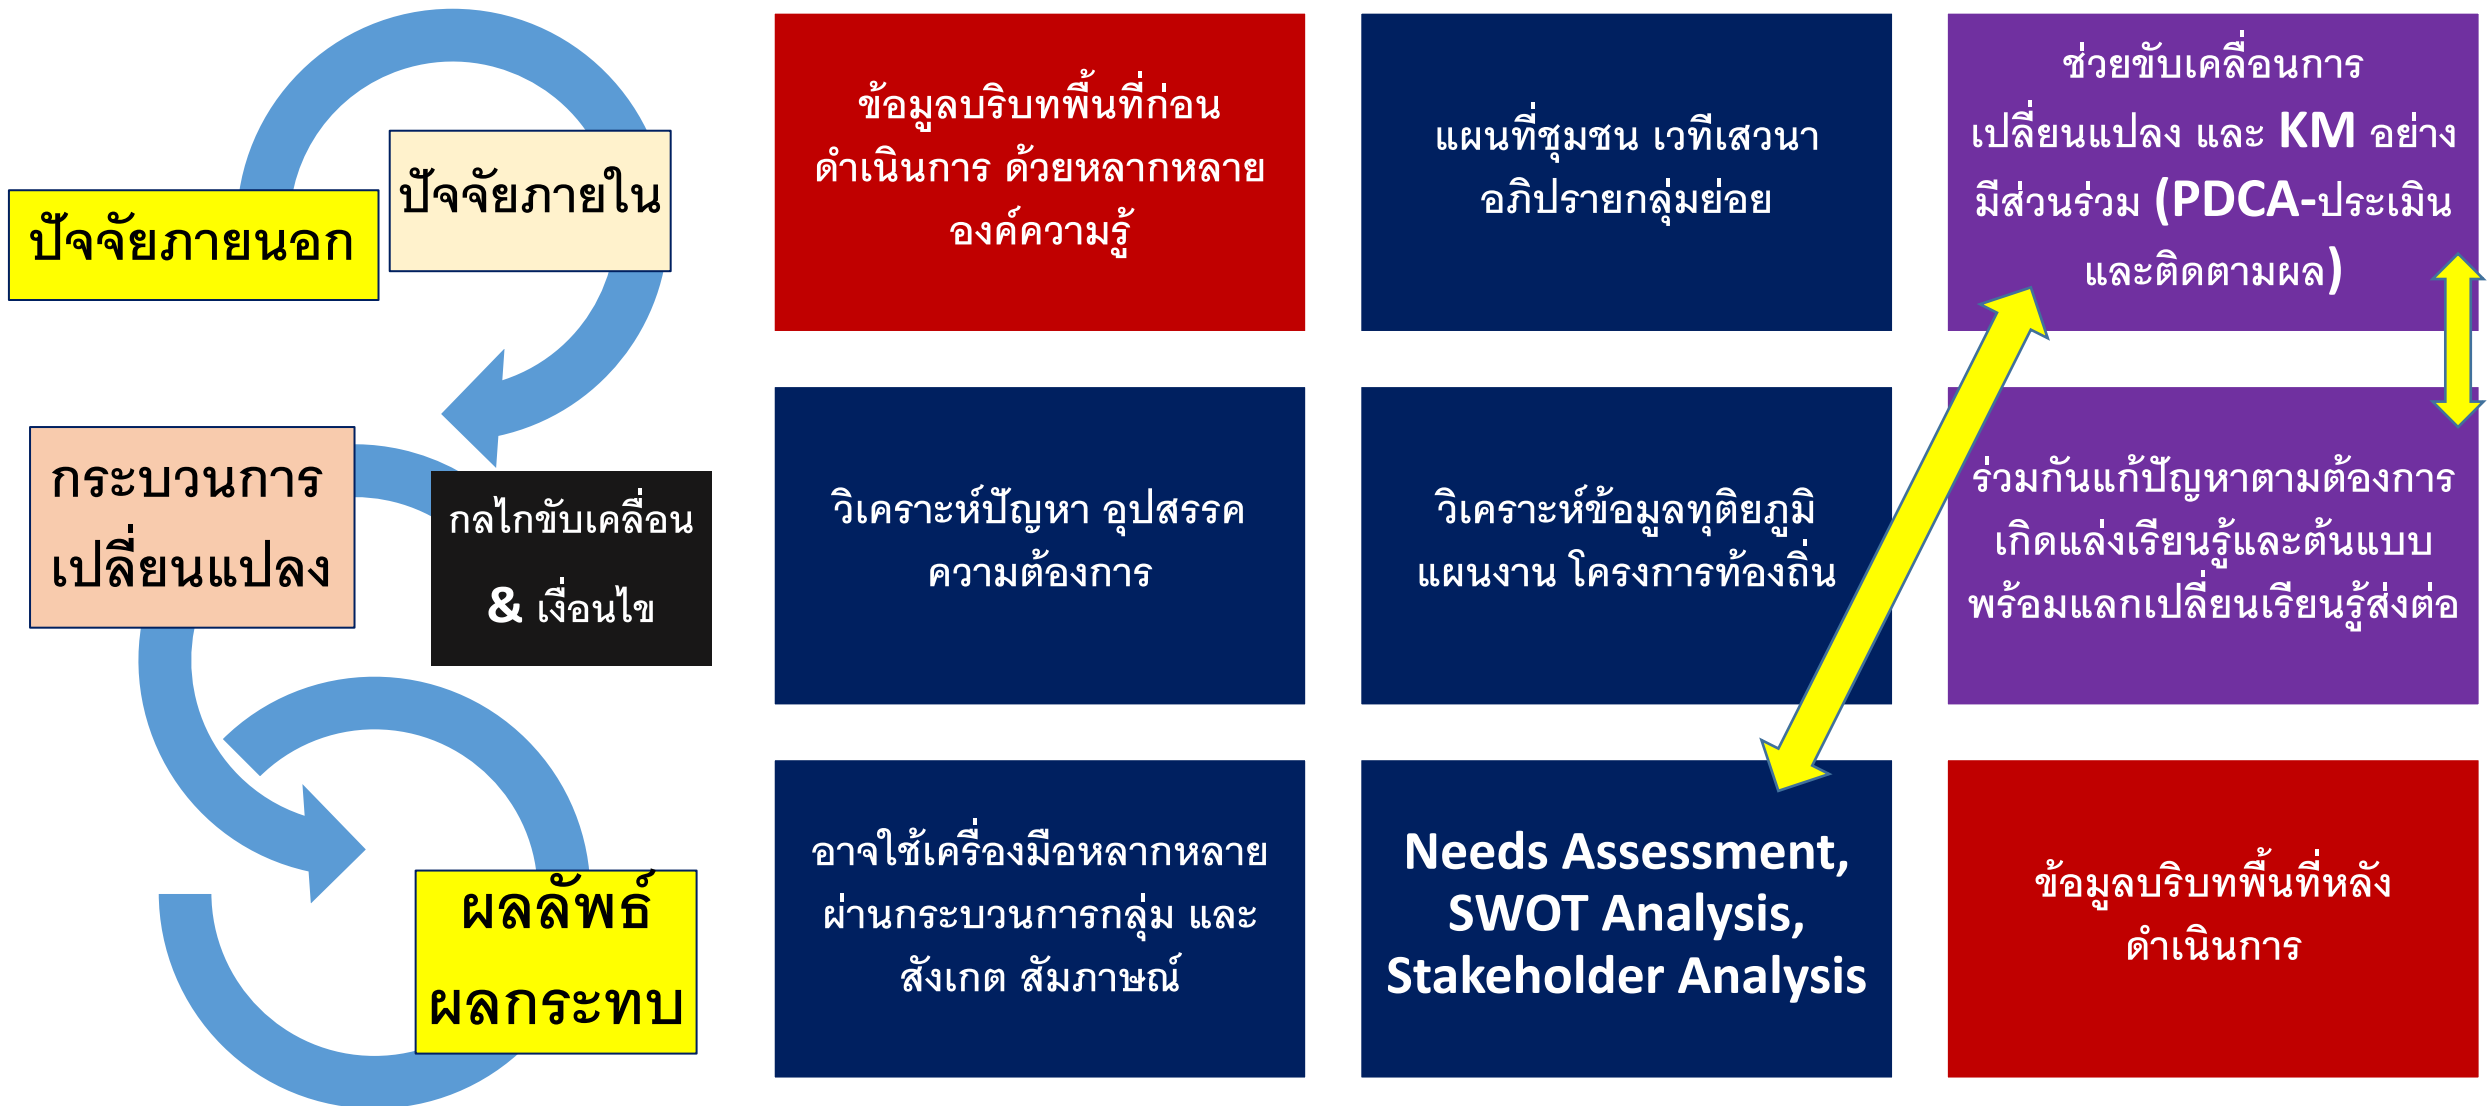 ปัจจัยภายนอก
ปัจจัยภายใน
กระบวนการ
เปลี่ยนแปลง
กลไกขับเคลื่อน
& เงื่อนไข
ผลลัพธ์
ผลกระทบ
ข้อมูลบริบทพื้นที่ก่อน
ดำเนินการ ด้วยหลากหลาย
องค์ความรู้
แผนที่ชุมชน เวทีเสวนา
อภิปรายกลุ่มย่อย
ช่วยขับเคลื่อนการ
เปลี่ยนแปลง และ KM อย่าง
มีส่วนร่วม (PDCA-ประเมิน
และติดตามผล)
วิเคราะห์ปัญหา อุปสรรค
ความต้องการ
วิเคราะห์ข้อมูลทุติยภูมิ
แผนงาน โครงการท้องถิ่น
ร่วมกันแก้ปัญหาตามต้องการ
เกิดแล่งเรียนรู้และต้นแบบ
พร้อมแลกเปลี่ยนเรียนรู้ส่งต่อ
อาจใช้เครื่องมือหลากหลาย
ผ่านกระบวนการกลุ่ม และ
สังเกต สัมภาษณ์
Needs Assessment,
SWOT Analysis,
Stakeholder Analysis
ข้อมูลบริบทพื้นที่หลัง
ดำเนินการ